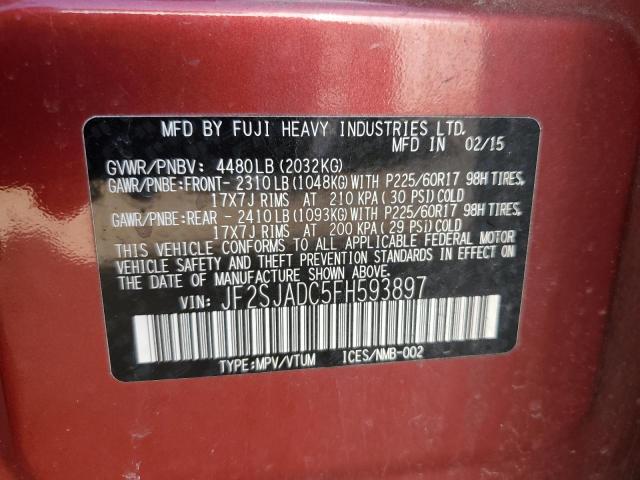 MFD BY FUJI HEAVY INDUSTRIES LTD.
MFD IN 02/15
GVWR/PNBV: 4480LB (2032KG)
GAWR/PNBE:FRONT- 2310LB (1048KG) WITH P225/60R17 98H TIRES,
17X7J RIMS AT 210 KPA (30 PSI) COLD
GAWR/PNBE:REAR - 2410LB (1093KG) WITH P225/60R17 98H TIRES,
17X7J RIMS AT 200 KPA (29 PSI) COLD
THIS VEHICLE CONFORMS TO ALL APPLICABLE FEDERAL MOTOR
VEHICLE SAFETY AND THEFT PREVENTION STANDARDS IN EFFECT ON
THE DATE OF MANUFACTURE SHOWN ABOVE.
VIN: JF2SJADC5FH593897
TYPE:MPV/VTUM ICES/NMB-002